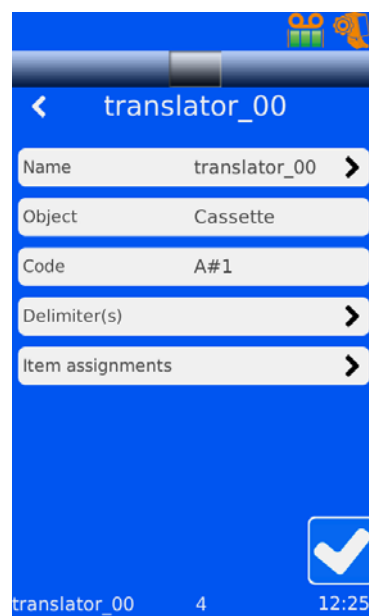 translator_00
Name translator_00
Object Cassette
Code A#1
Delimiter(s)
Item assignments
translator_00 4 12:25